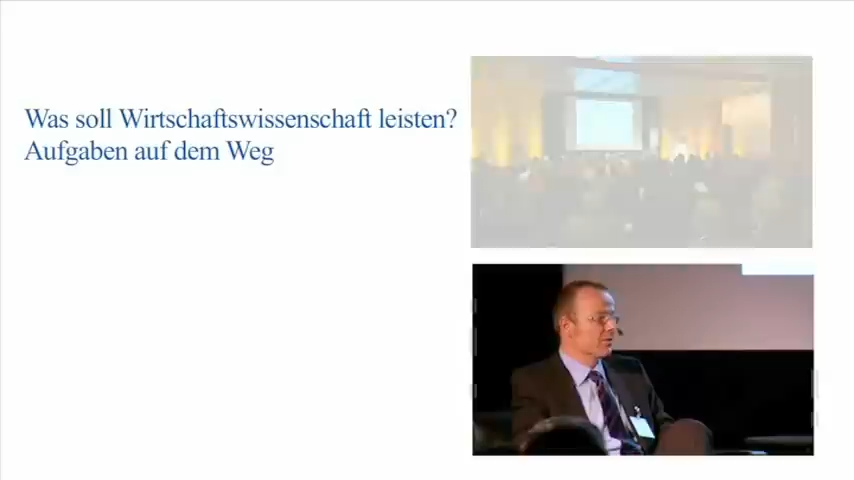 Was soll Wirtschaftswissenschaft leisten?
Aufgaben auf dem Weg